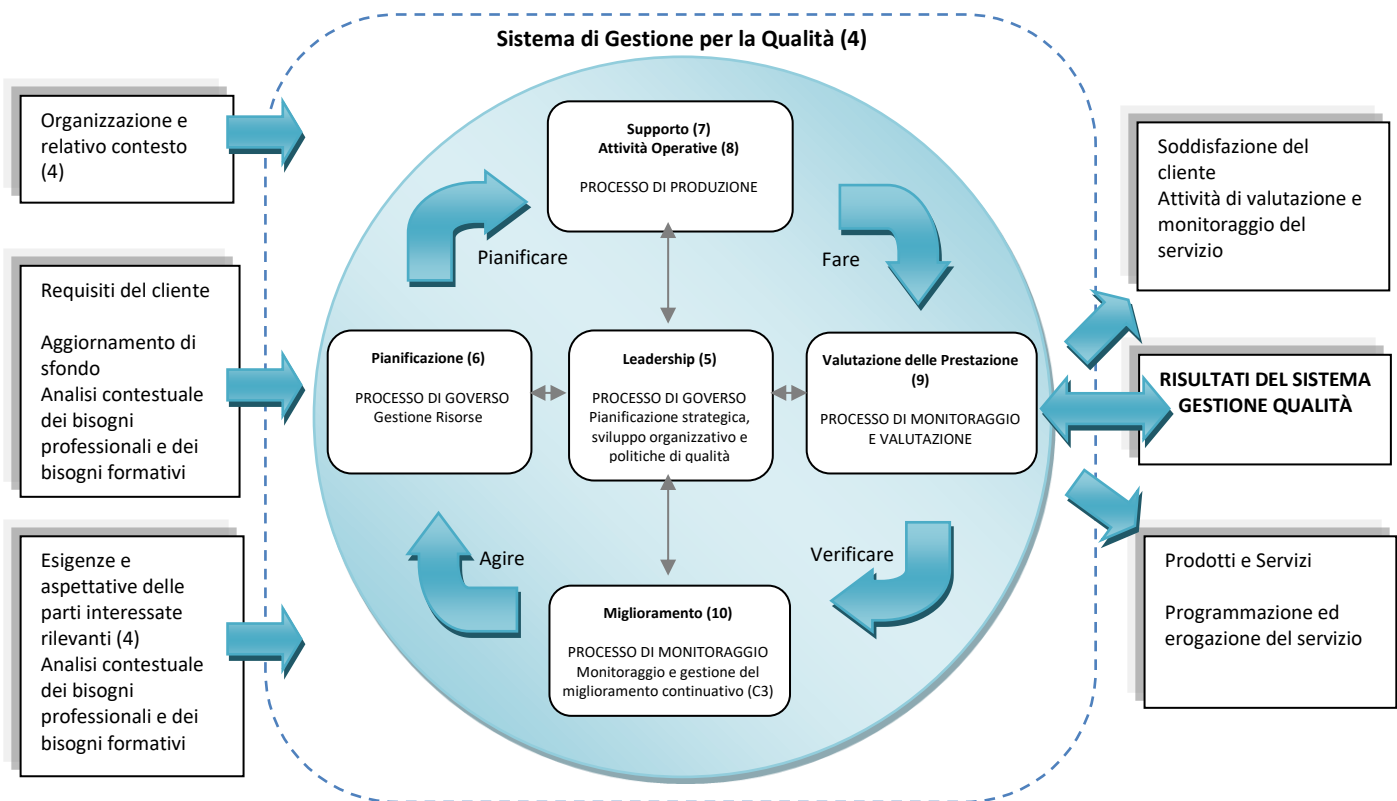 Sistema di Gestione per la Qualità (4)
Organizzazione e
relativo contesto
(4)
Requisiti del cliente
Aggiornamento di
sfondo
Analisi contestuale
dei bisogni
professionali e dei
bisogni formativi
Esigenze e
aspettative delle
parti interessate
rilevanti (4)
Analisi contestuale
dei bisogni
professionali e dei
bisogni formativi
Supporto (7)
Attività Operative (8)
PROCESSO DI PRODUZIONE
Pianificare
Fare
Pianificazione (6)
PROCESSO DI GOVERNO
Gestione Risorse
Leadership (5)
PROCESSO DI GOVERNO
Pianificazione strategica,
sviluppo organizzativo e
politiche di qualità
Valutazione delle Prestazione
(9)
PROCESSO DI MONITORAGGIO
E VALUTAZIONE
Agire
Verificare
Miglioramento (10)
PROCESSO DI MONITORAGGIO
Monitoraggio e gestione del
miglioramento continuativo (C3)
Soddisfazione del
cliente
Attività di valutazione e
monitoraggio del
servizio
RISULTATI DEL SISTEMA
GESTIONE QUALITÀ
Prodotti e Servizi
Programmazione ed
erogazione del servizio